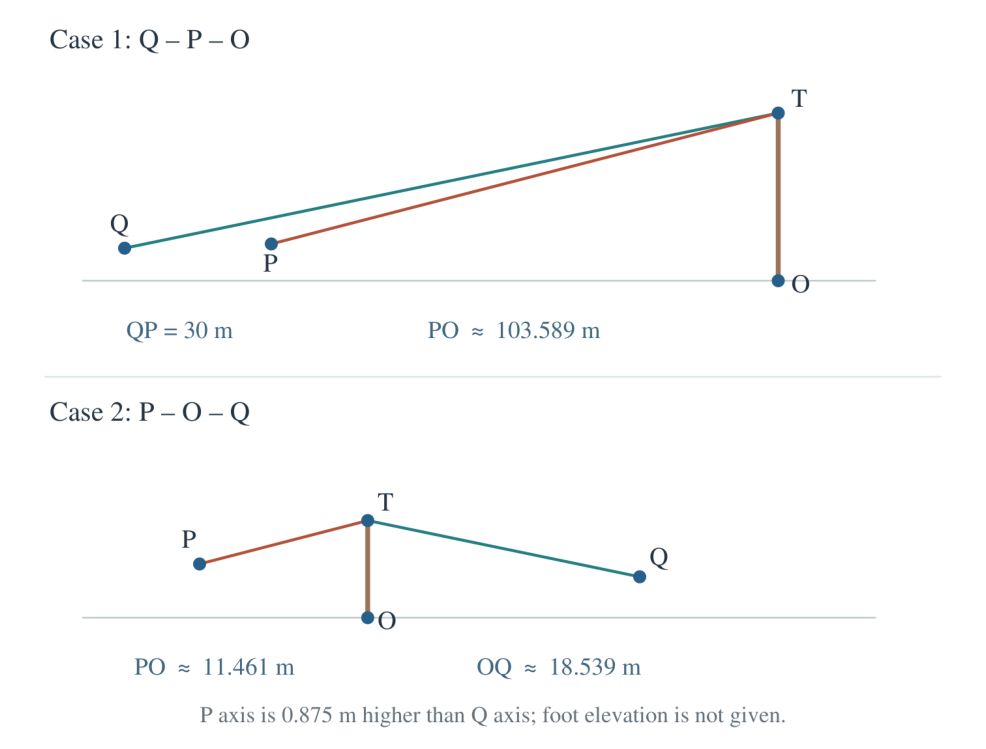 Case 1: Q – P – O
T
Q
P
O
QP = 30 m
PO ≈ 103.589 m
Case 2: P – O – Q
T
P
Q
O
PO ≈ 11.461 m
OQ ≈ 18.539 m
P axis is 0.875 m higher than Q axis; foot elevation is not given.